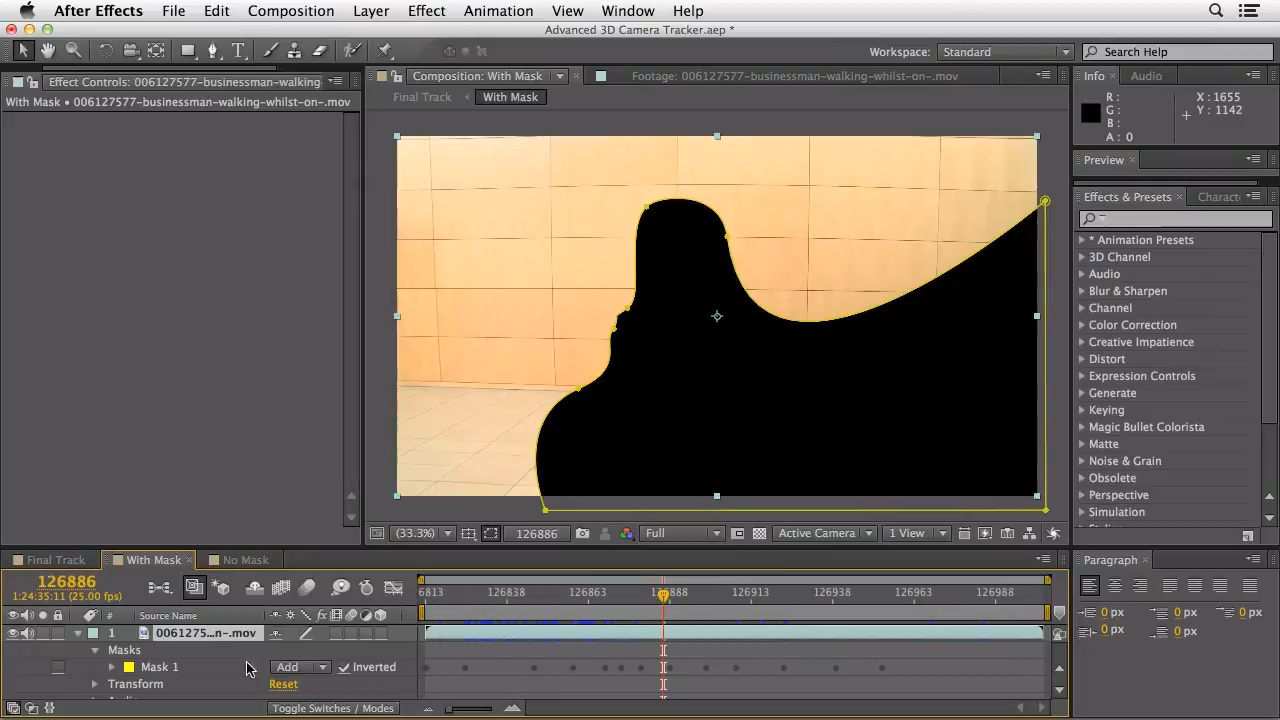 After Effects File Edit Composition Layer Effect Animation View Window Help
Advanced 3D Camera Tracker.aep *
T Workspace: Standard Search Help
Effect Controls: 006127577-businessman-walking
With Mask • 006127577-businessman-walking-whilst-on-.mov
Composition: With Mask Footage: 006127577-businessman-walking-whilst-on-.mov
Final Track With Mask
Info Audio
R : X : 1655
G : Y : 1142
B :
A : 0
Preview
Effects & Presets Charact
* Animation Presets
3D Channel
Audio
Blur & Sharpen
Channel
Color Correction
Creative Impatience
Distort
Expression Controls
Generate
Keying
Magic Bullet Colorista
Matte
Noise & Grain
Obsolete
Perspective
Simulation
(33.3%) 126886 Full Active Camera 1 View
Final Track With Mask No Mask
126886
1:24:35:11 (25.00 fps)
6813 126838 126863 126888 126913 126938 126963 126988
# Source Name fx
1 0061275...n-.mov
Masks
Mask 1 Add Inverted
Transform Reset
Toggle Switches / Modes
Paragraph
0 px 0 px 0 px
0 px 0 px